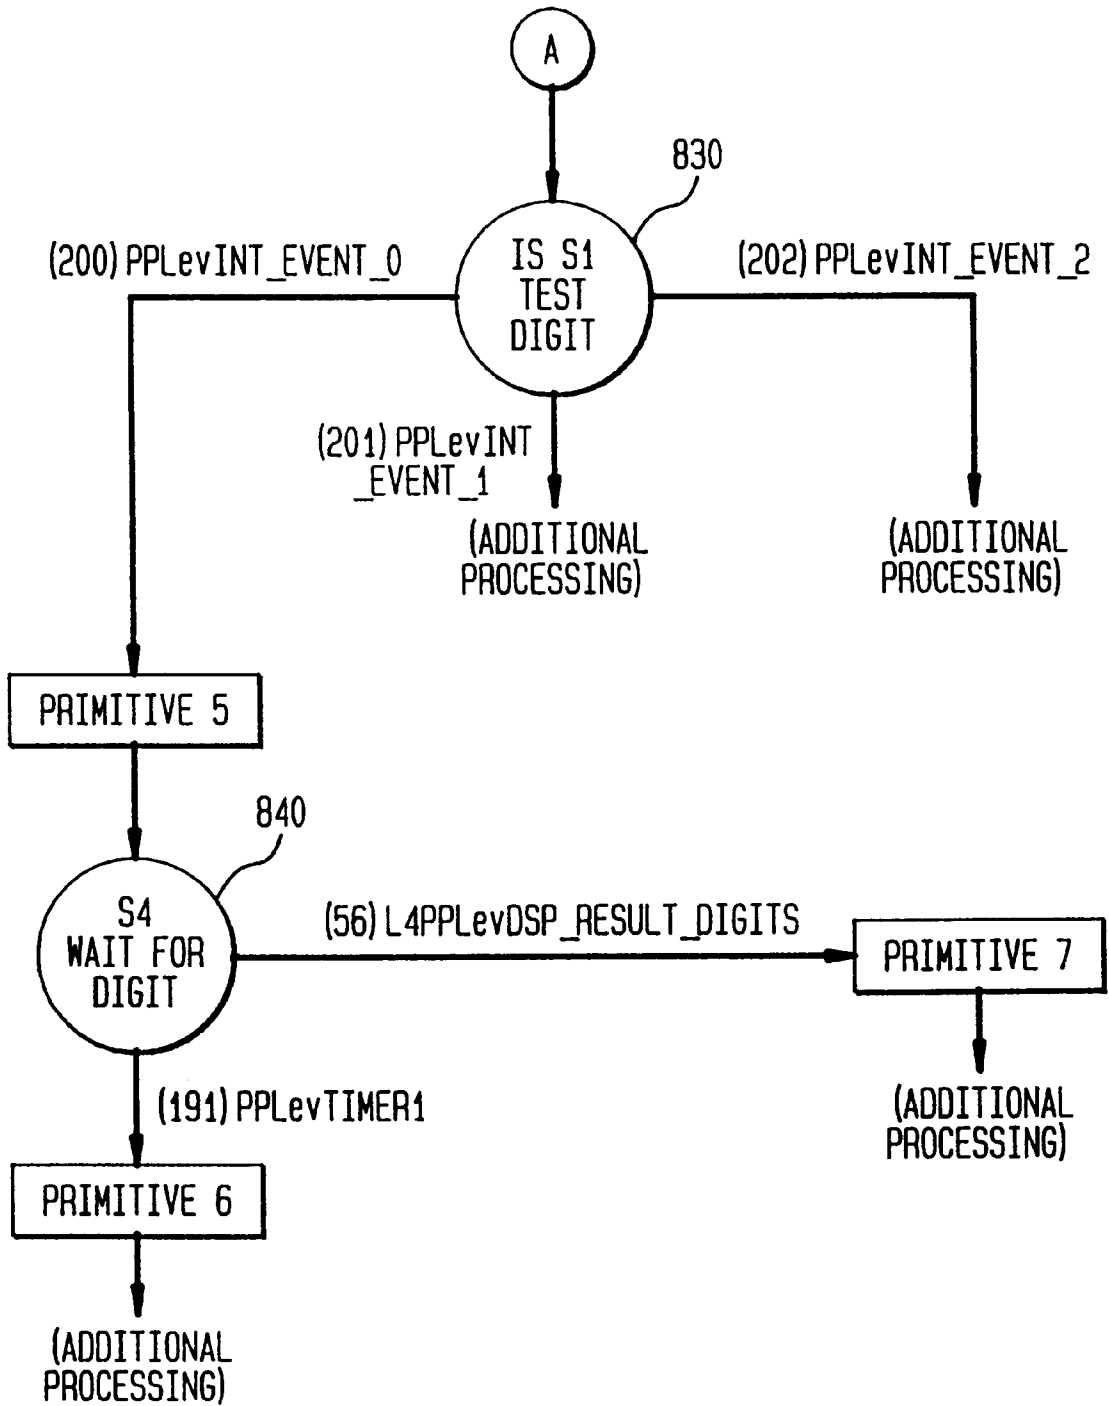 A
830
IS S1
TEST
DIGIT
(200) PPLevINT_EVENT_0
(202) PPLevINT_EVENT_2
(201) PPLevINT
_EVENT_1
(ADDITIONAL
PROCESSING)
(ADDITIONAL
PROCESSING)
PRIMITIVE 5
840
S4
WAIT FOR
DIGIT
(56) L4PPLevDSP_RESULT_DIGITS
PRIMITIVE 7
(ADDITIONAL
PROCESSING)
(191) PPLevTIMER1
PRIMITIVE 6
(ADDITIONAL
PROCESSING)